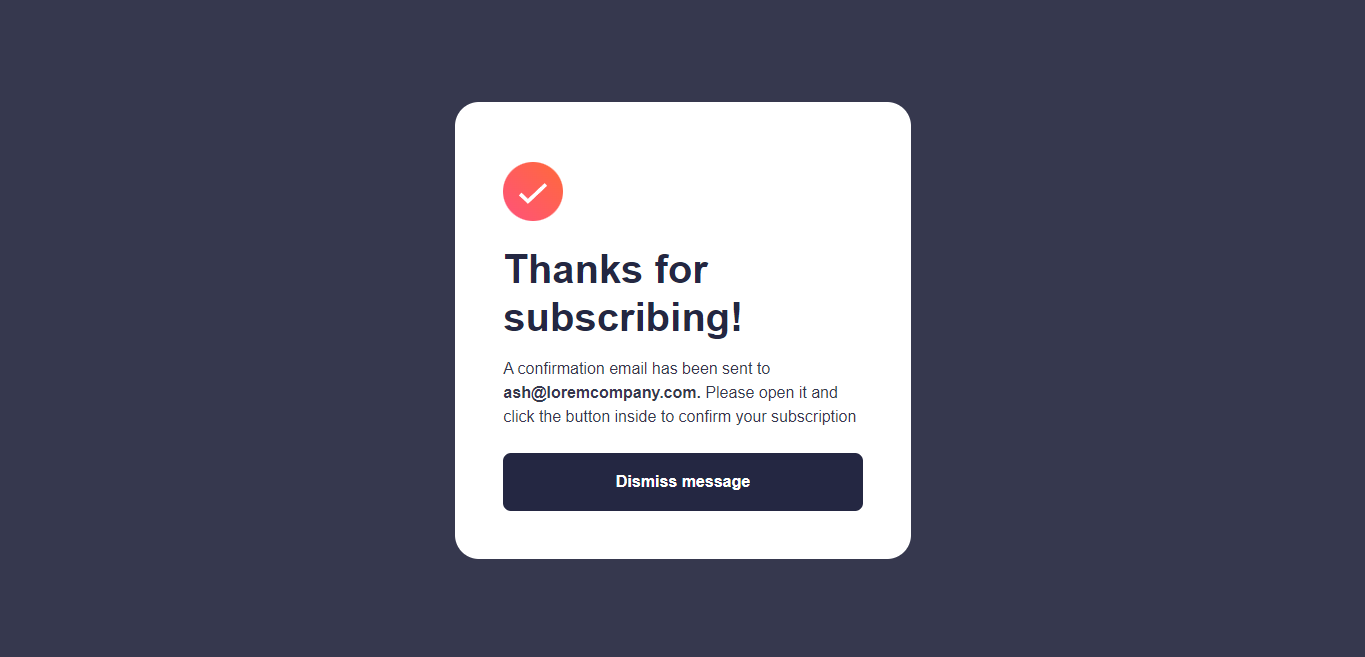 Thanks for
subscribing!
A confirmation email has been sent to
ash@loremcompany.com. Please open it and
click the button inside to confirm your subscription
Dismiss message